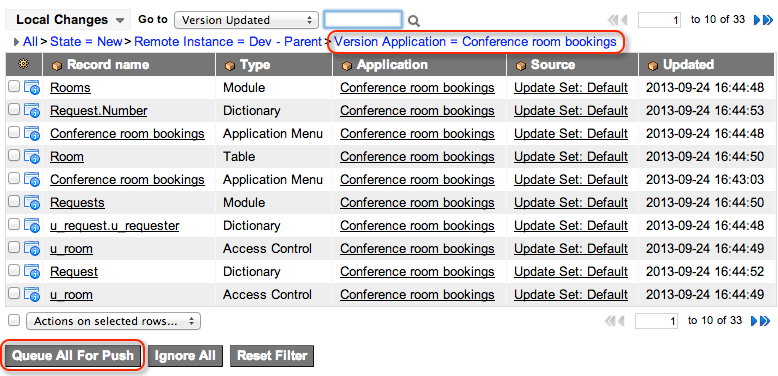 Local Changes Go to Version Updated 1 to 10 of 33
All > State = New > Remote Instance = Dev - Parent > Version Application = Conference room bookings
Record name Type Application Source Updated
Rooms Module Conference room bookings Update Set: Default 2013-09-24 16:44:48
Request.Number Dictionary Conference room bookings Update Set: Default 2013-09-24 16:44:53
Conference room bookings Application Menu Conference room bookings Update Set: Default 2013-09-24 16:44:48
Room Table Conference room bookings Update Set: Default 2013-09-24 16:44:50
Conference room bookings Application Menu Conference room bookings Update Set: Default 2013-09-24 16:43:03
Requests Module Conference room bookings Update Set: Default 2013-09-24 16:44:50
u_request.u_requester Dictionary Conference room bookings Update Set: Default 2013-09-24 16:44:48
u_room Access Control Conference room bookings Update Set: Default 2013-09-24 16:44:49
Request Dictionary Conference room bookings Update Set: Default 2013-09-24 16:44:52
u_room Access Control Conference room bookings Update Set: Default 2013-09-24 16:44:49
Actions on selected rows... 1 to 10 of 33
Queue All For Push Ignore All Reset Filter